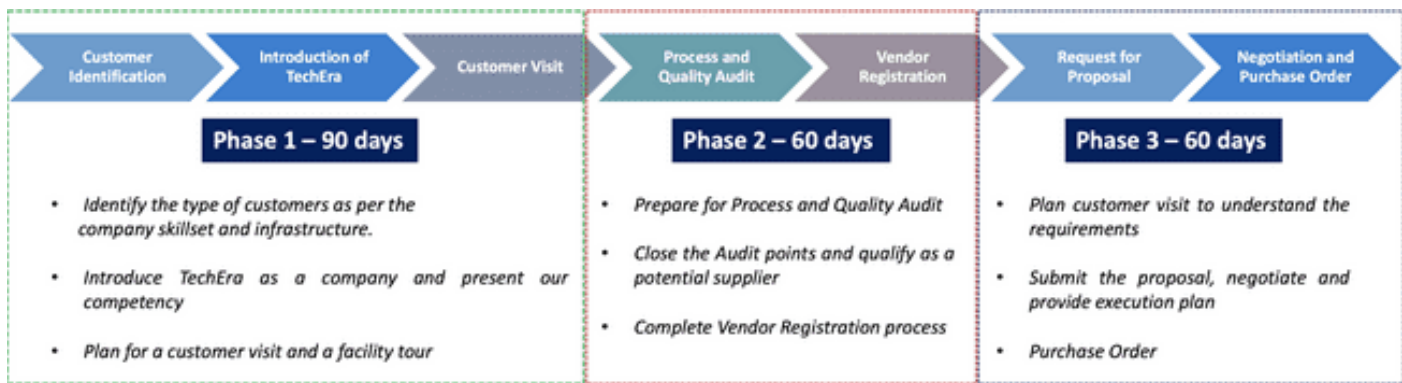 Customer
Identification
Introduction of
TechEra
Customer Visit
Process and
Quality Audit
Vendor
Registration
Request for
Proposal
Negotiation and
Purchase Order
Phase 1 – 90 days
• Identify the type of customers as per the
company skillset and infrastructure.
• Introduce TechEra as a company and present our
competency
• Plan for a customer visit and a facility tour
Phase 2 – 60 days
• Prepare for Process and Quality Audit
• Close the Audit points and qualify as a
potential supplier
• Complete Vendor Registration process
Phase 3 – 60 days
• Plan customer visit to understand the
requirements
• Submit the proposal, negotiate and
provide execution plan
• Purchase Order